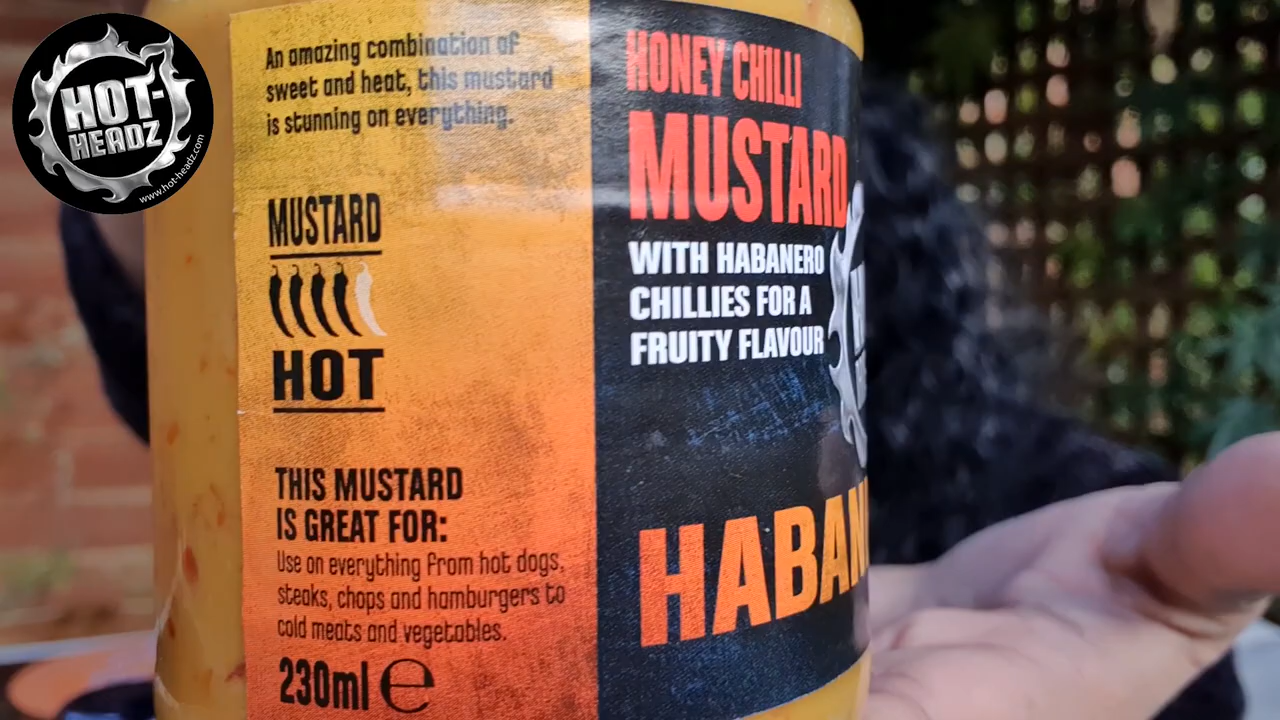 HOT-
HEADZ
www.hot-headz.com
An amazing combination of
sweet and heat, this mustard
is stunning on everything.
MUSTARD
HOT
THIS MUSTARD
IS GREAT FOR:
Use on everything from hot dogs,
steaks, chops and hamburgers to
cold meats and vegetables.
230ml e
HONEY CHILLI
MUSTARD
WITH HABANERO
CHILLIES FOR A
FRUITY FLAVOUR
HABAN